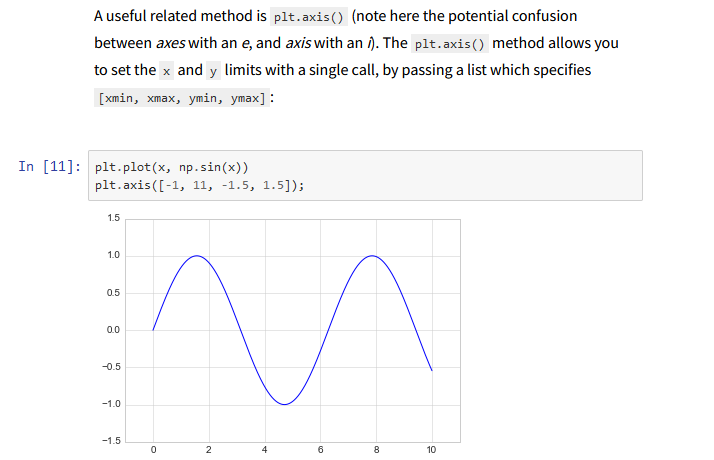 A useful related method is plt.axis() (note here the potential confusion
between axes with an e, and axis with an i). The plt.axis() method allows you
to set the x and y limits with a single call, by passing a list which specifies
[xmin, xmax, ymin, ymax]:
In [11]: plt.plot(x, np.sin(x))
plt.axis([-1, 11, -1.5, 1.5]);
1.5
1.0
0.5
0.0
−0.5
−1.0
−1.5
0 2 4 6 8 10